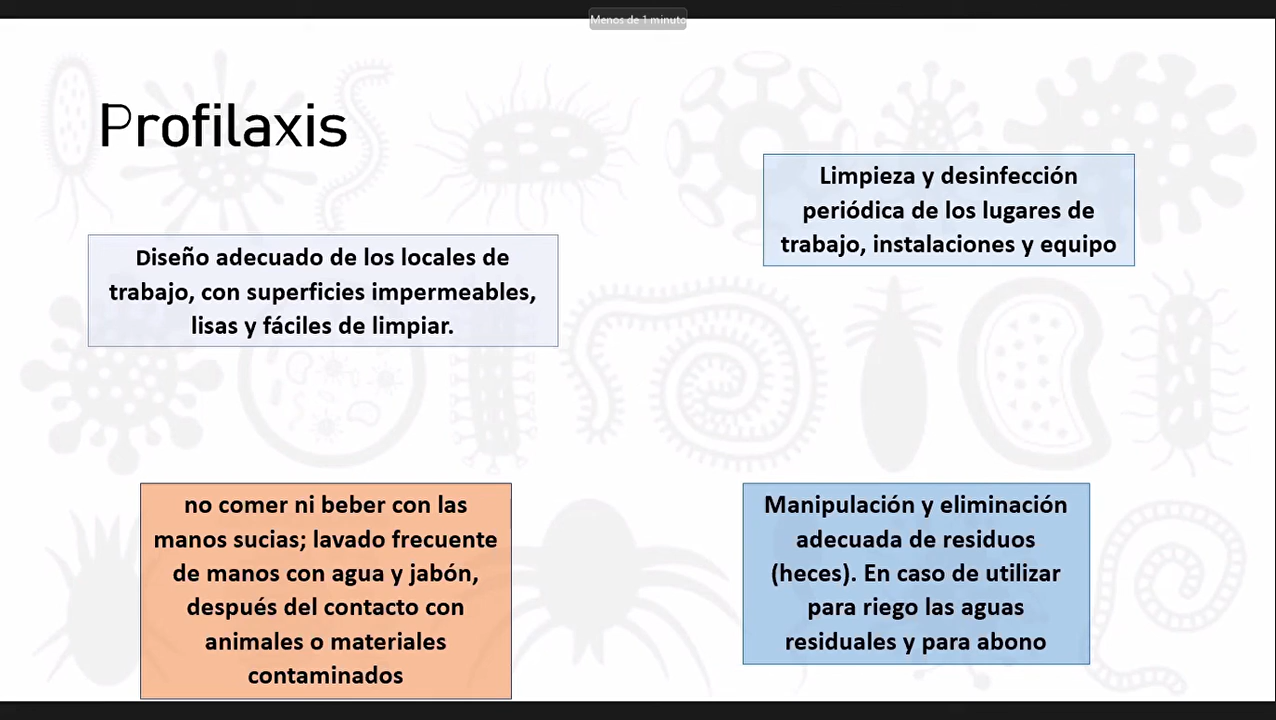 Menos de 1 minuto
Profilaxis
Limpieza y desinfección
periódica de los lugares de
trabajo, instalaciones y equipo
Diseño adecuado de los locales de
trabajo, con superficies impermeables,
lisas y fáciles de limpiar.
no comer ni beber con las
manos sucias; lavado frecuente
de manos con agua y jabón,
después del contacto con
animales o materiales
contaminados
Manipulación y eliminación
adecuada de residuos
(heces). En caso de utilizar
para riego las aguas
residuales y para abono